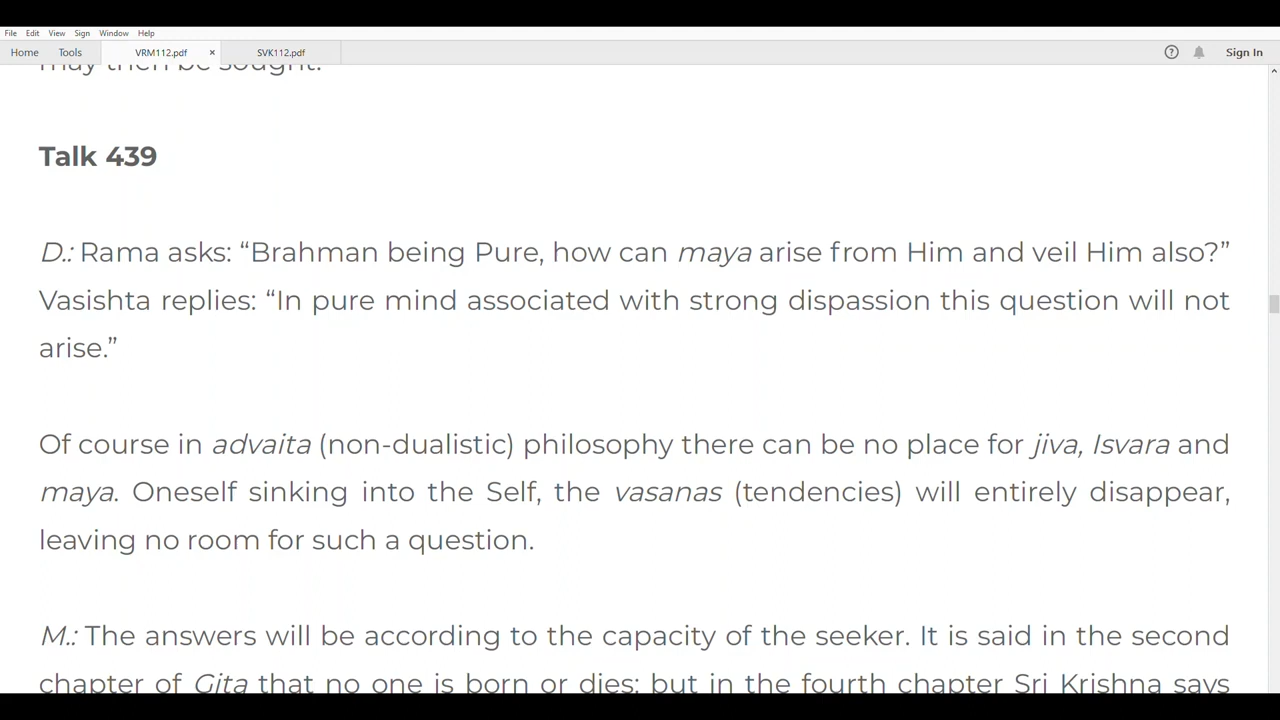 File Edit View Sign Window Help
Home Tools VRM112.pdf × SVK112.pdf Sign In
may then be sought.
Talk 439
D.: Rama asks: “Brahman being Pure, how can maya arise from Him and veil Him also?”
Vasishta replies: “In pure mind associated with strong dispassion this question will not
arise.”
Of course in advaita (non-dualistic) philosophy there can be no place for jiva, Isvara and
maya. Oneself sinking into the Self, the vasanas (tendencies) will entirely disappear,
leaving no room for such a question.
M.: The answers will be according to the capacity of the seeker. It is said in the second
chapter of Gita that no one is born or dies; but in the fourth chapter Sri Krishna says